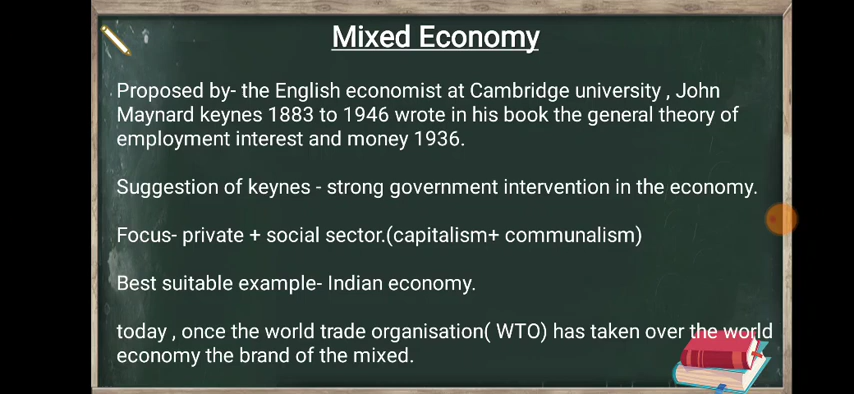 Mixed Economy
Proposed by- the English economist at Cambridge university , John
Maynard keynes 1883 to 1946 wrote in his book the general theory of
employment interest and money 1936.
Suggestion of keynes - strong government intervention in the economy.
Focus- private + social sector.(capitalism+ communalism)
Best suitable example- Indian economy.
today , once the world trade organisation( WTO) has taken over the world
economy the brand of the mixed.